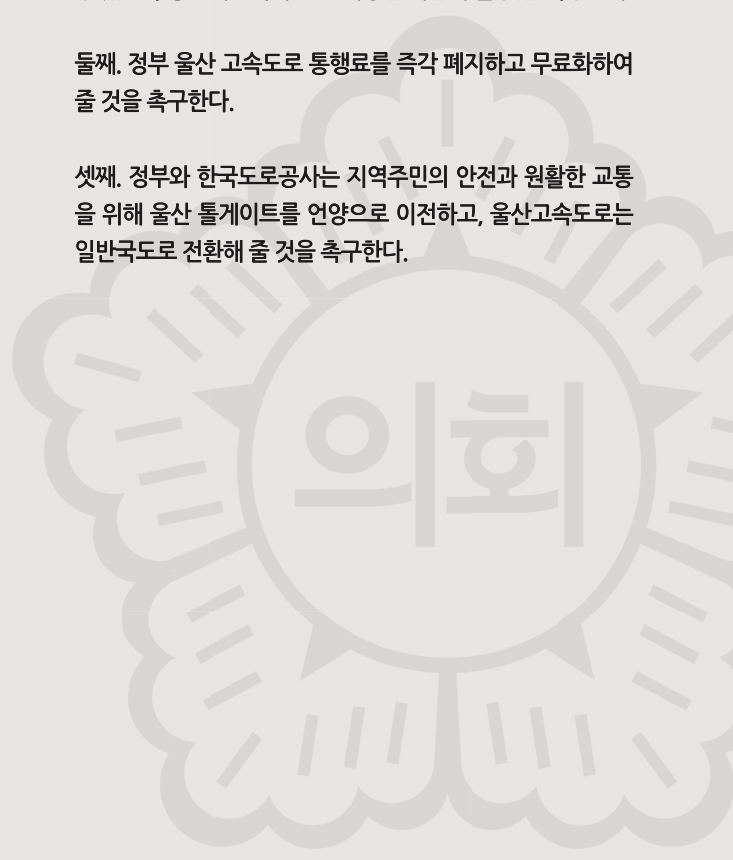 둘째. 정부 울산 고속도로 통행료를 즉각 폐지하고 무료화하여
줄 것을 촉구한다.
셋째. 정부와 한국도로공사는 지역주민의 안전과 원활한 교통
을 위해 울산 톨게이트를 언양으로 이전하고, 울산고속도로는
일반국도로 전환해 줄 것을 촉구한다.
의회